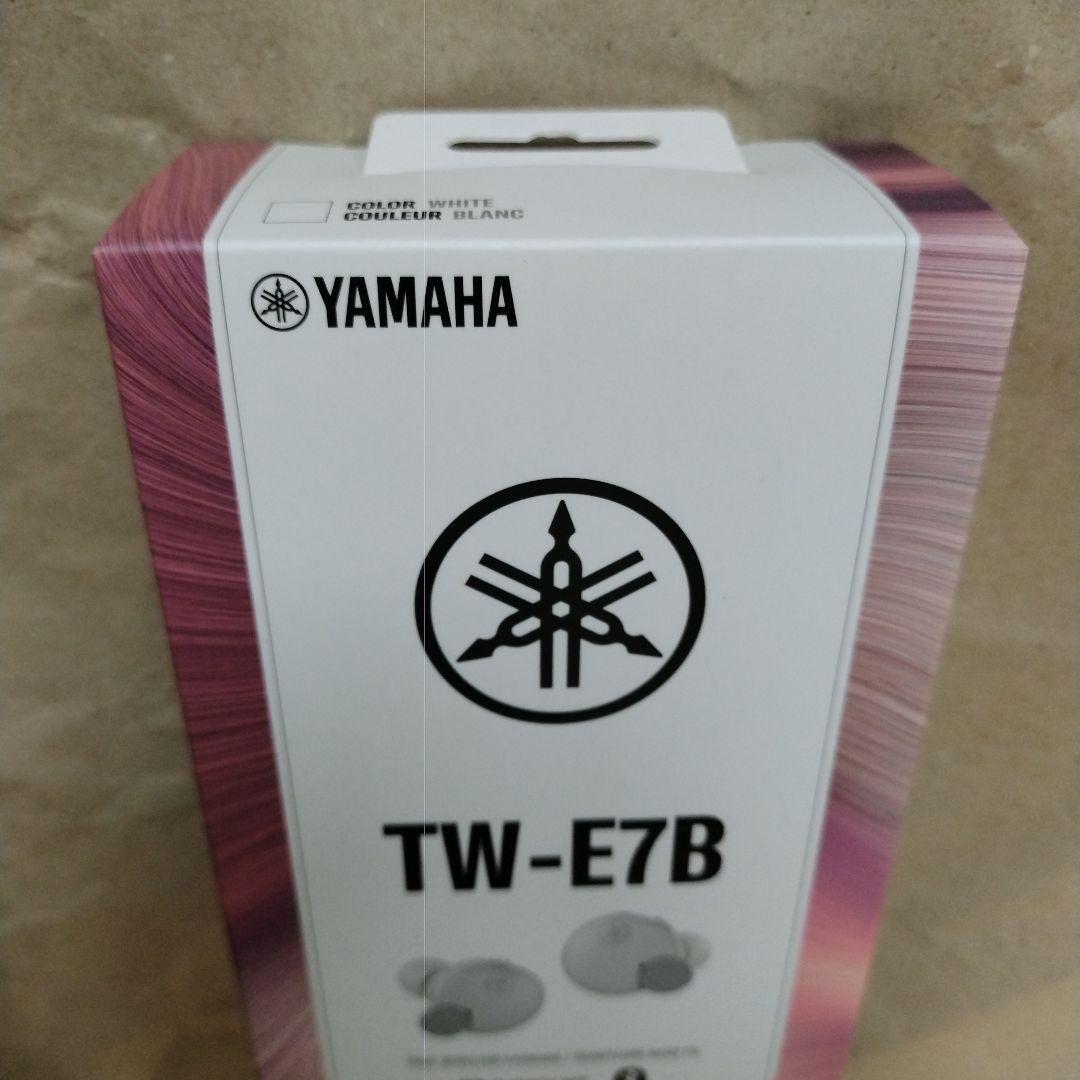 COLOR WHITE
COULEUR BLANC
YAMAHA
TW-E7B